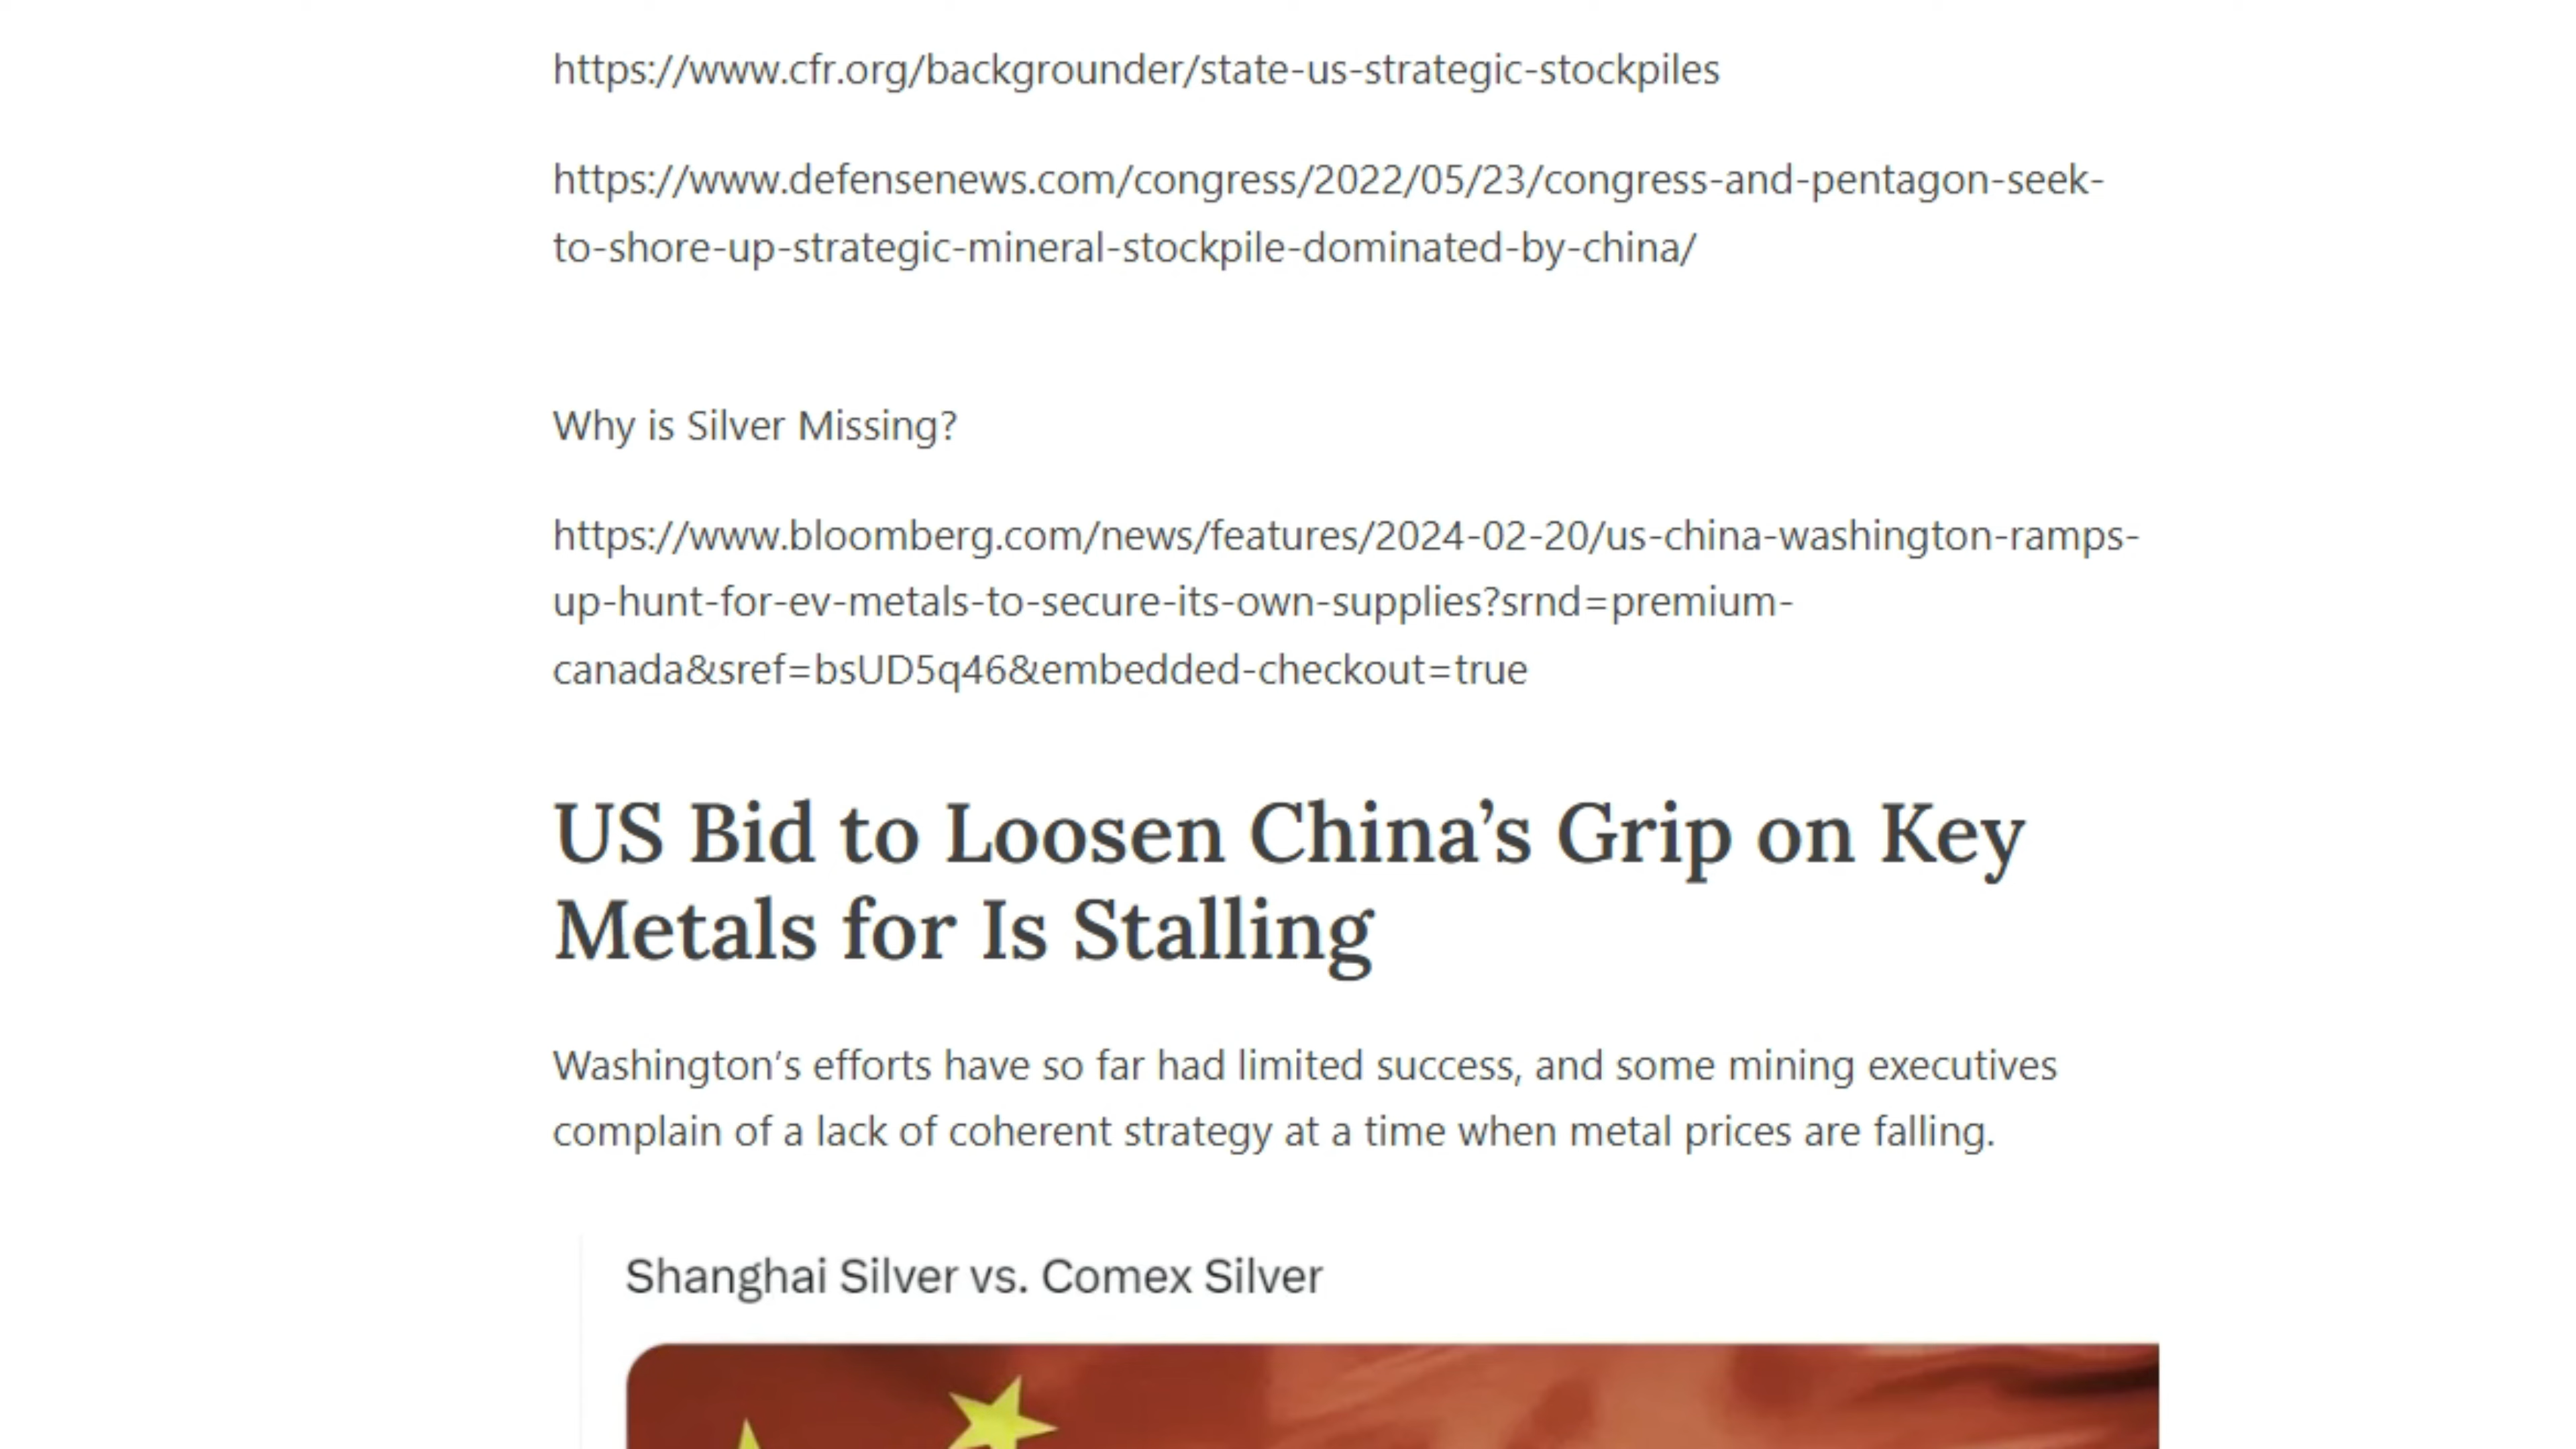 https://www.cfr.org/backgrounder/state-us-strategic-stockpiles
https://www.defensenews.com/congress/2022/05/23/congress-and-pentagon-seek-
to-shore-up-strategic-mineral-stockpile-dominated-by-china/
Why is Silver Missing?
https://www.bloomberg.com/news/features/2024-02-20/us-china-washington-ramps-
up-hunt-for-ev-metals-to-secure-its-own-supplies?srnd=premium-
canada&sref=bsUD5q46&embedded-checkout=true
US Bid to Loosen China’s Grip on Key
Metals for Is Stalling
Washington’s efforts have so far had limited success, and some mining executives
complain of a lack of coherent strategy at a time when metal prices are falling.
Shanghai Silver vs. Comex Silver